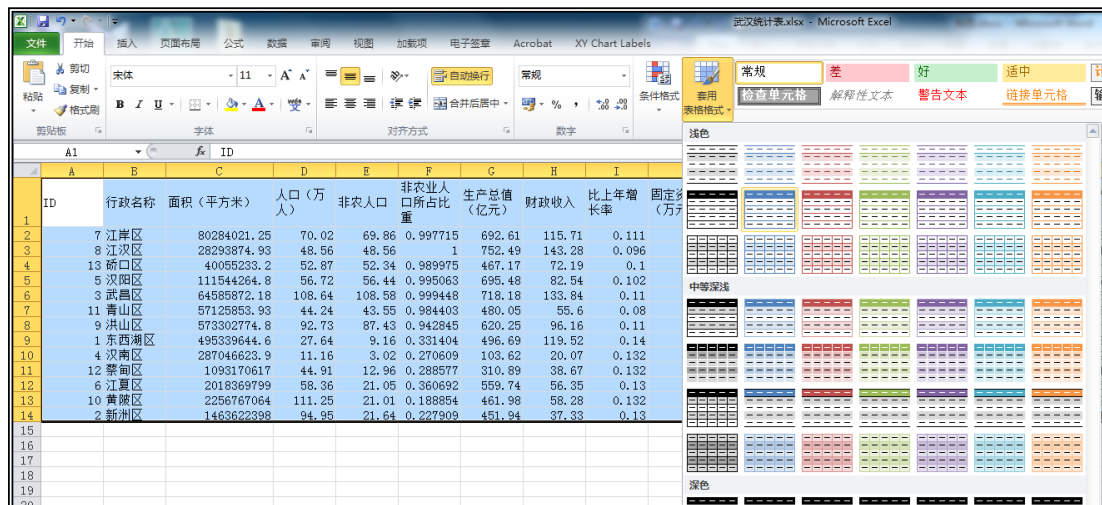 武汉统计表.xlsx - Microsoft Excel
文件 开始 插入 页面布局 公式 数据 审阅 视图 加载项 电子签章 Acrobat XY Chart Labels
剪切 宋体 11 自动换行 常规 常规 差 好 适中
粘贴 复制 条件格式 套用
格式刷 B I U 合并后居中 % 表格格式 检查单元格 解释性文本 警告文本 链接单元格 输
剪贴板 字体 对齐方式 数字
浅色
A1 fx ID
A B C D E F G H I
1 ID 行政名称 面积（平方米） 人口（万人） 非农人口 非农业人口所占比重 生产总值（亿元） 财政收入 比上年增长率 固定资（万元
2 7 江岸区 80284021.25 70.02 69.86 0.997715 692.61 115.71 0.111
3 8 江汉区 28293874.93 48.56 48.56 1 752.49 143.28 0.096
4 13 硚口区 40055233.2 52.87 52.34 0.989975 467.17 72.19 0.1
5 5 汉阳区 111544264.8 56.72 56.44 0.995063 695.48 82.54 0.102
6 3 武昌区 64585872.18 108.64 108.58 0.999448 718.18 133.84 0.11
7 11 青山区 57125853.93 44.24 43.55 0.984403 480.05 55.6 0.08
8 9 洪山区 573302774.8 92.73 87.43 0.942845 620.25 96.16 0.11
9 1 东西湖区 495339644.6 27.64 9.16 0.331404 496.69 119.52 0.14
10 4 汉南区 287046623.9 11.16 3.02 0.270609 103.62 20.07 0.132
11 12 蔡甸区 1093170617 44.91 12.96 0.288577 310.89 38.67 0.132
12 6 江夏区 2018369799 58.36 21.05 0.360692 559.74 56.35 0.13
13 10 黄陂区 2256767064 111.25 21.01 0.188854 461.98 58.28 0.132
14 2 新洲区 1463622398 94.95 21.64 0.227909 451.94 37.33 0.13
中等深浅
15
16
17
18
19
深色